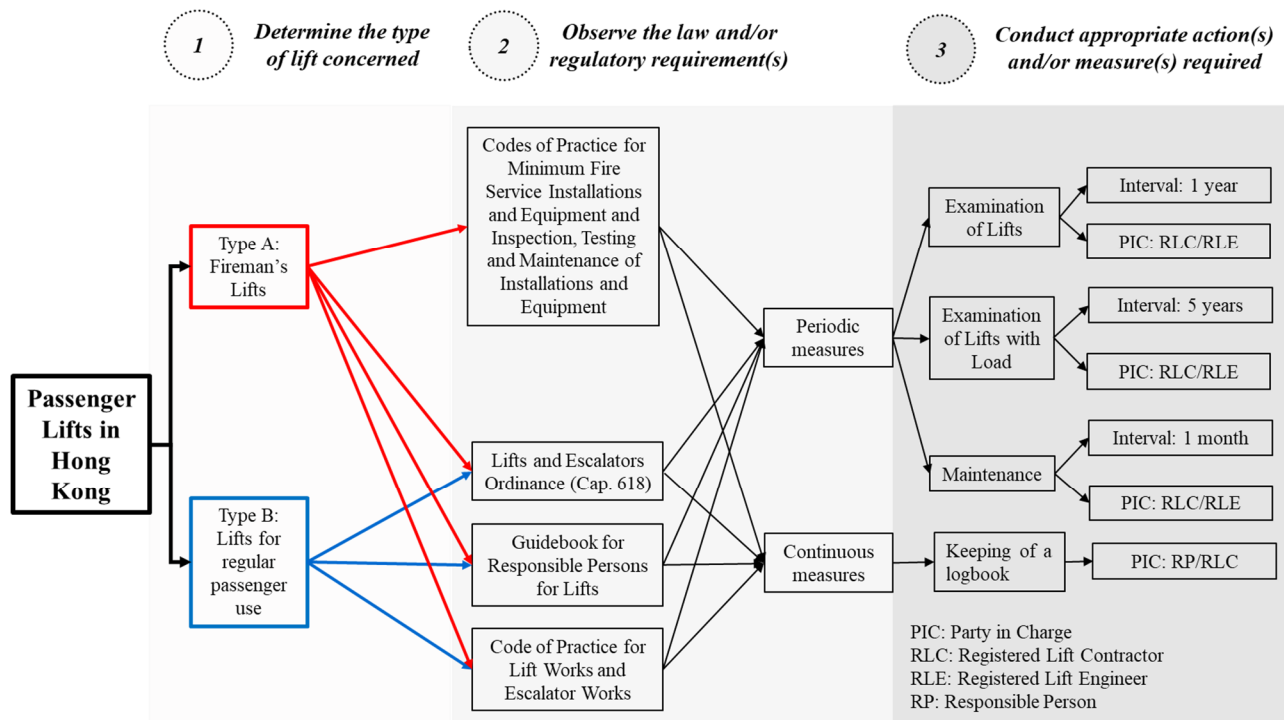 1
Determine the type
of lift concerned
2
Observe the law and/or
regulatory requirement(s)
3
Conduct appropriate action(s)
and/or measure(s) required
Passenger
Lifts in
Hong
Kong
Type A:
Fireman's
Lifts
Type B:
Lifts for
regular
passenger
use
Codes of Practice for
Minimum Fire
Service Installations
and Equipment and
Inspection, Testing
and Maintenance of
Installations and
Equipment
Lifts and Escalators
Ordinance (Cap. 618)
Guidebook for
Responsible Persons
for Lifts
Code of Practice for
Lift Works and
Escalator Works
Periodic
measures
Continuous
measures
Examination
of Lifts
Interval: 1 year
PIC: RLC/RLE
Examination
of Lifts with
Load
Interval: 5 years
PIC: RLC/RLE
Maintenance
Interval: 1 month
PIC: RLC/RLE
Keeping of a
logbook
PIC: RP/RLC
PIC: Party in Charge
RLC: Registered Lift Contractor
RLE: Registered Lift Engineer
RP: Responsible Person